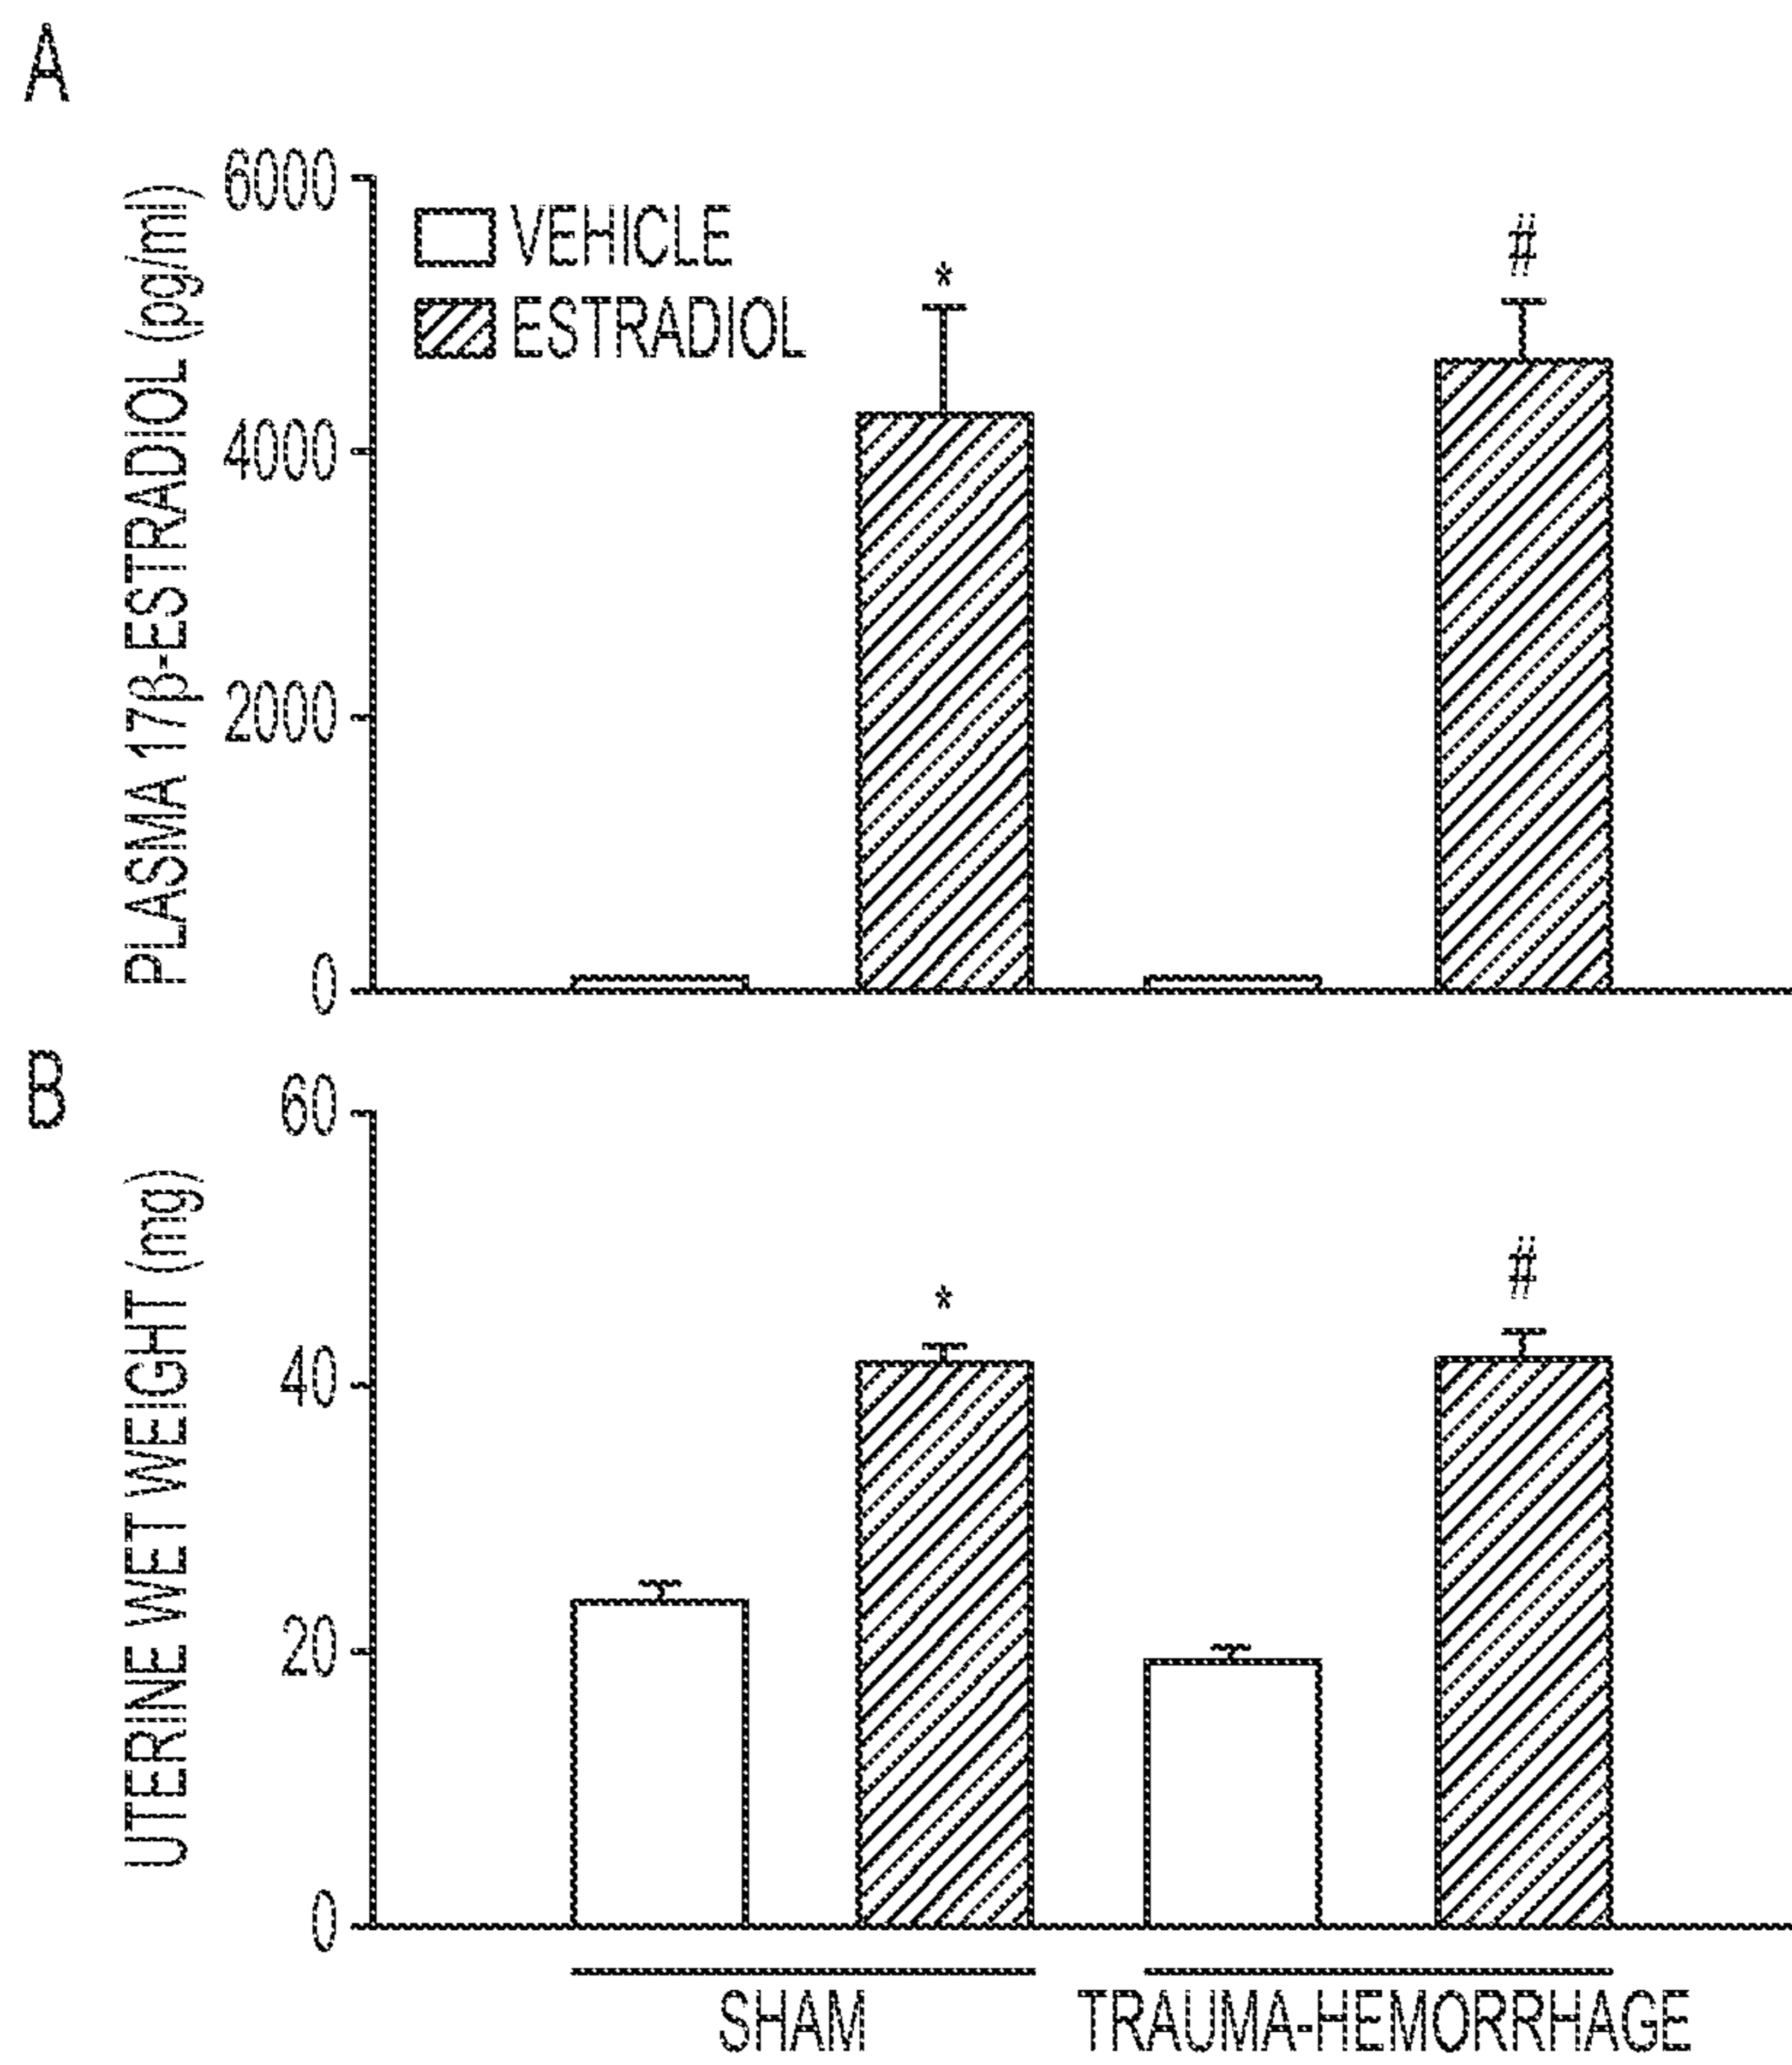 A
PLASMA 17β-ESTRADIOL (pg/ml)
6000
4000
2000
0
VEHICLE
ESTRADIOL
*
#
B
UTERINE WET WEIGHT (mg)
60
40
20
0
*
#
SHAM
TRAUMA-HEMORRHAGE